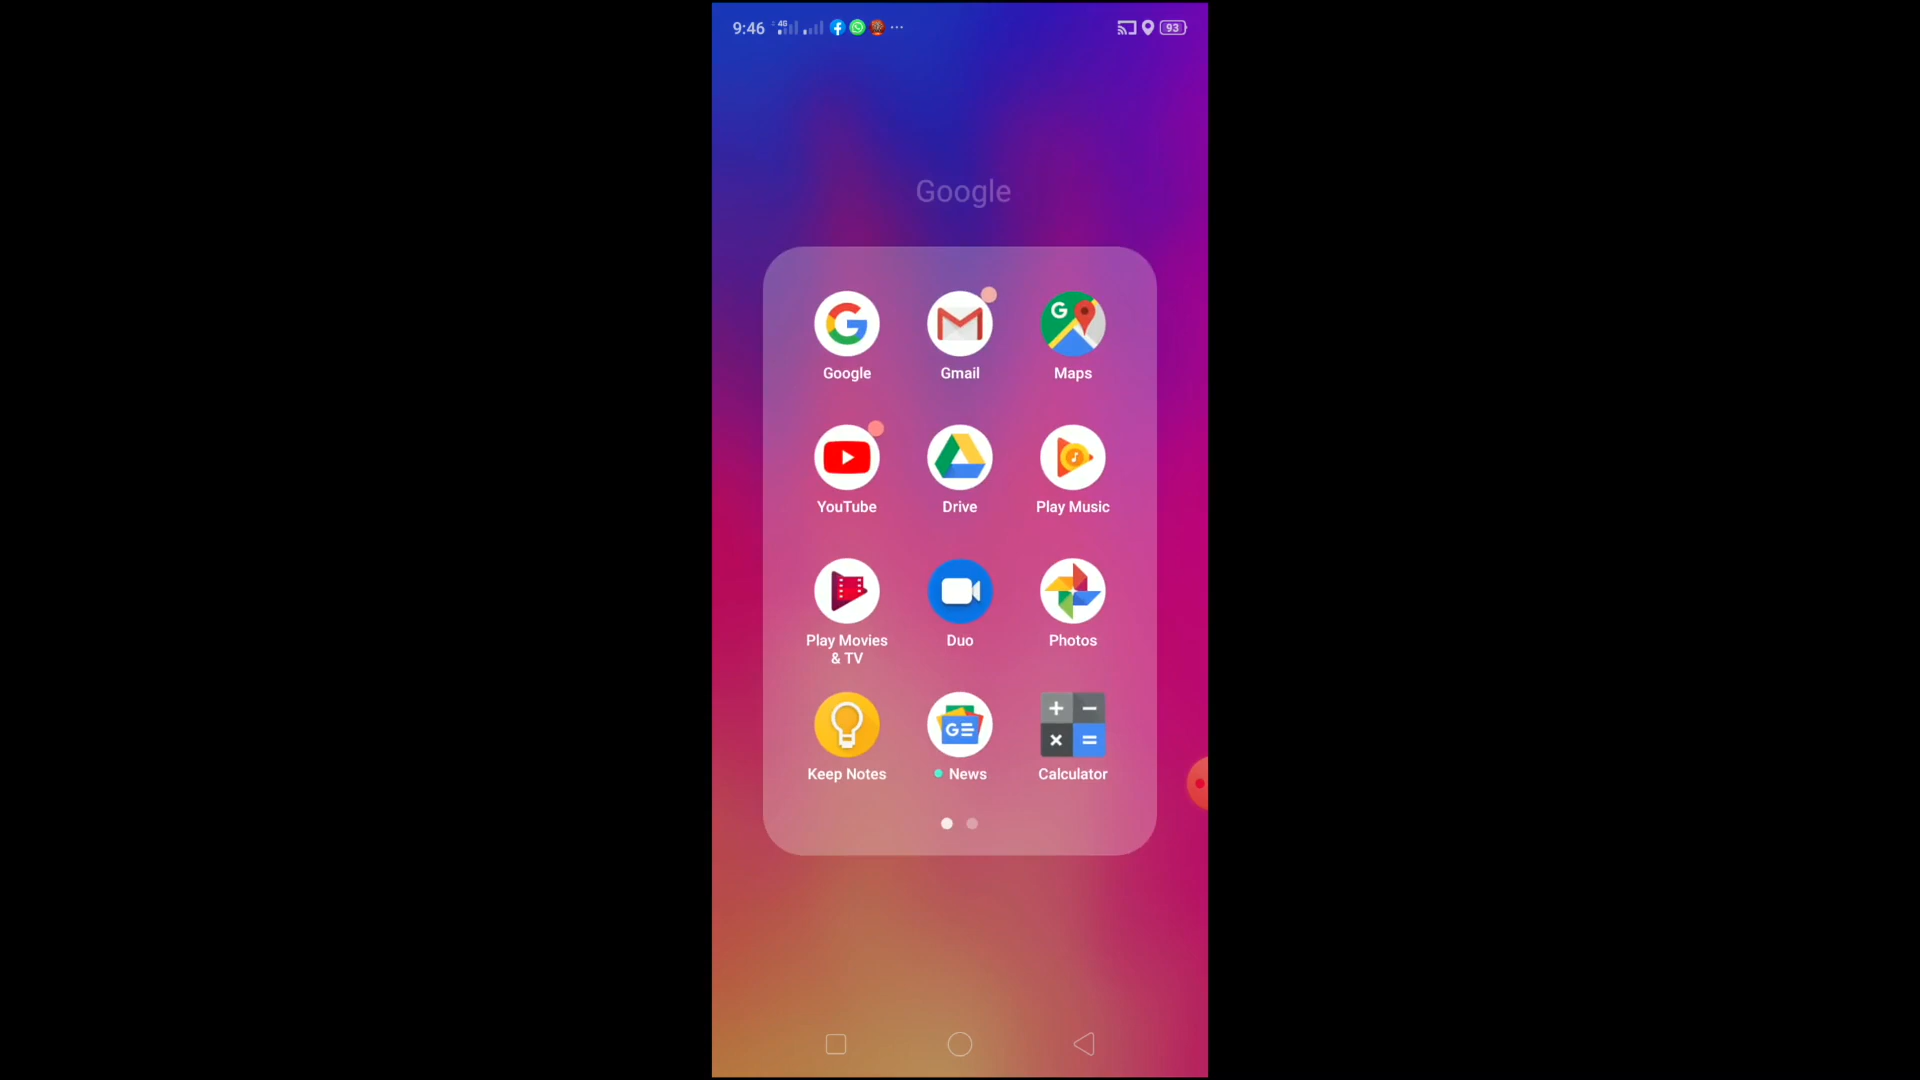 9:46 4G 93
Google
Google Gmail Maps
YouTube Drive Play Music
Play Movies Duo Photos
& TV
Keep Notes News Calculator